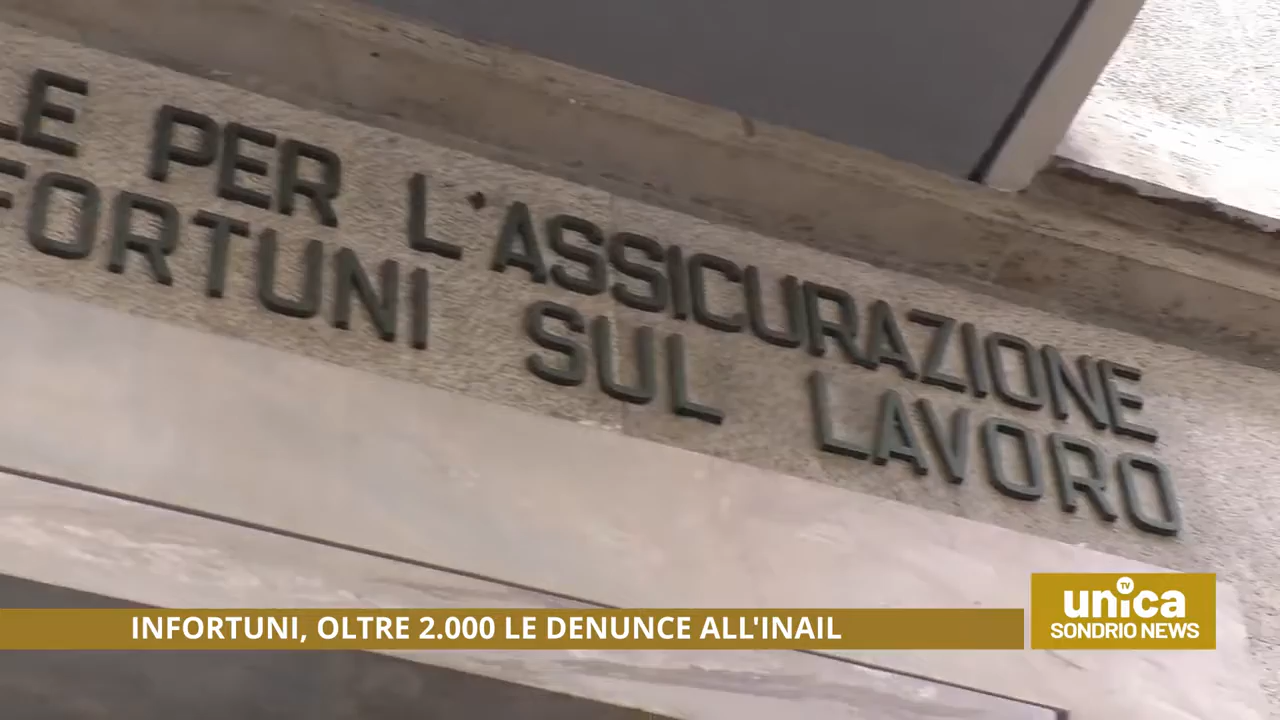 LE PER L'ASSICURAZIONE
FORTUNI SUL LAVORO
INFORTUNI, OLTRE 2.000 LE DENUNCE ALL'INAIL
unica TV
SONDRIO NEWS